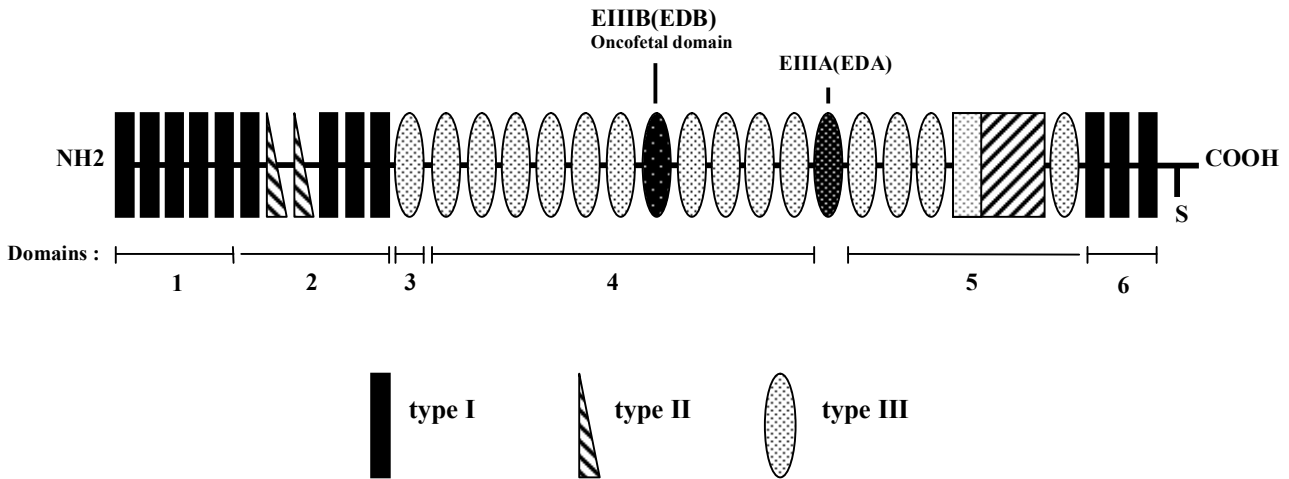 EIIIB(EDB)
Oncofetal domain
EIIIA(EDA)
NH2
COOH
S
Domains :
1
2
3
4
5
6
type I
type II
type III